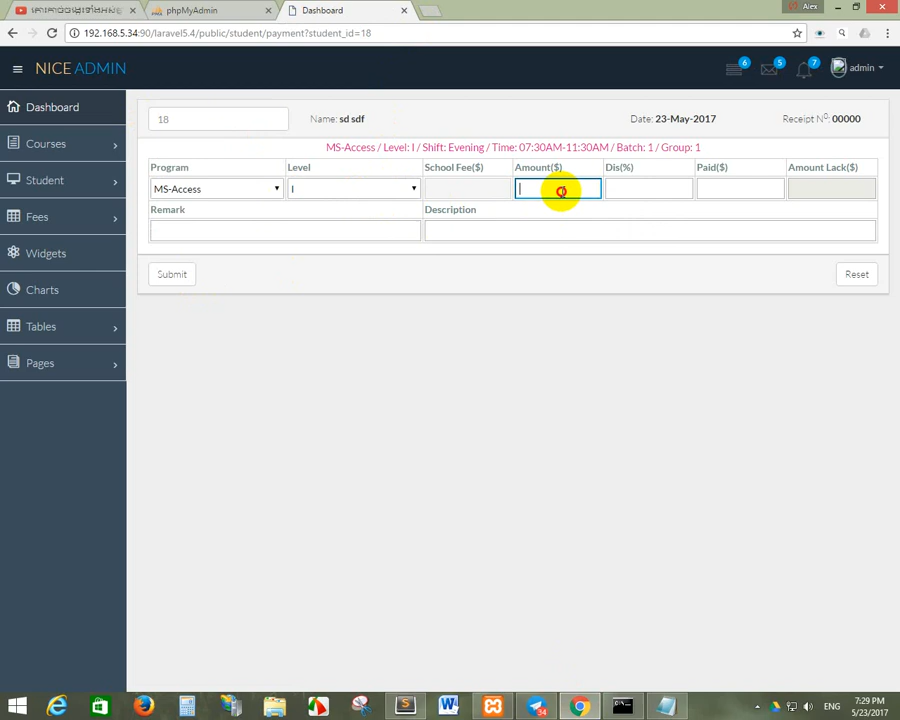 phpMyAdmin
Dashboard
Alex
192.168.5.34:90/laravel5.4/public/student/payment?student_id=18
NICE ADMIN
6
5
7
admin
Dashboard
Courses
Student
Fees
Widgets
Charts
Tables
Pages
18
Name: sd sdf
Date: 23-May-2017
Receipt Nº: 00000
MS-Access / Level: I / Shift: Evening / Time: 07:30AM-11:30AM / Batch: 1 / Group: 1
Program Level School Fee($) Amount($) Dis(%) Paid($) Amount Lack($)
MS-Access I
Remark Description
Submit Reset
34
ENG
7:29 PM
5/23/2017